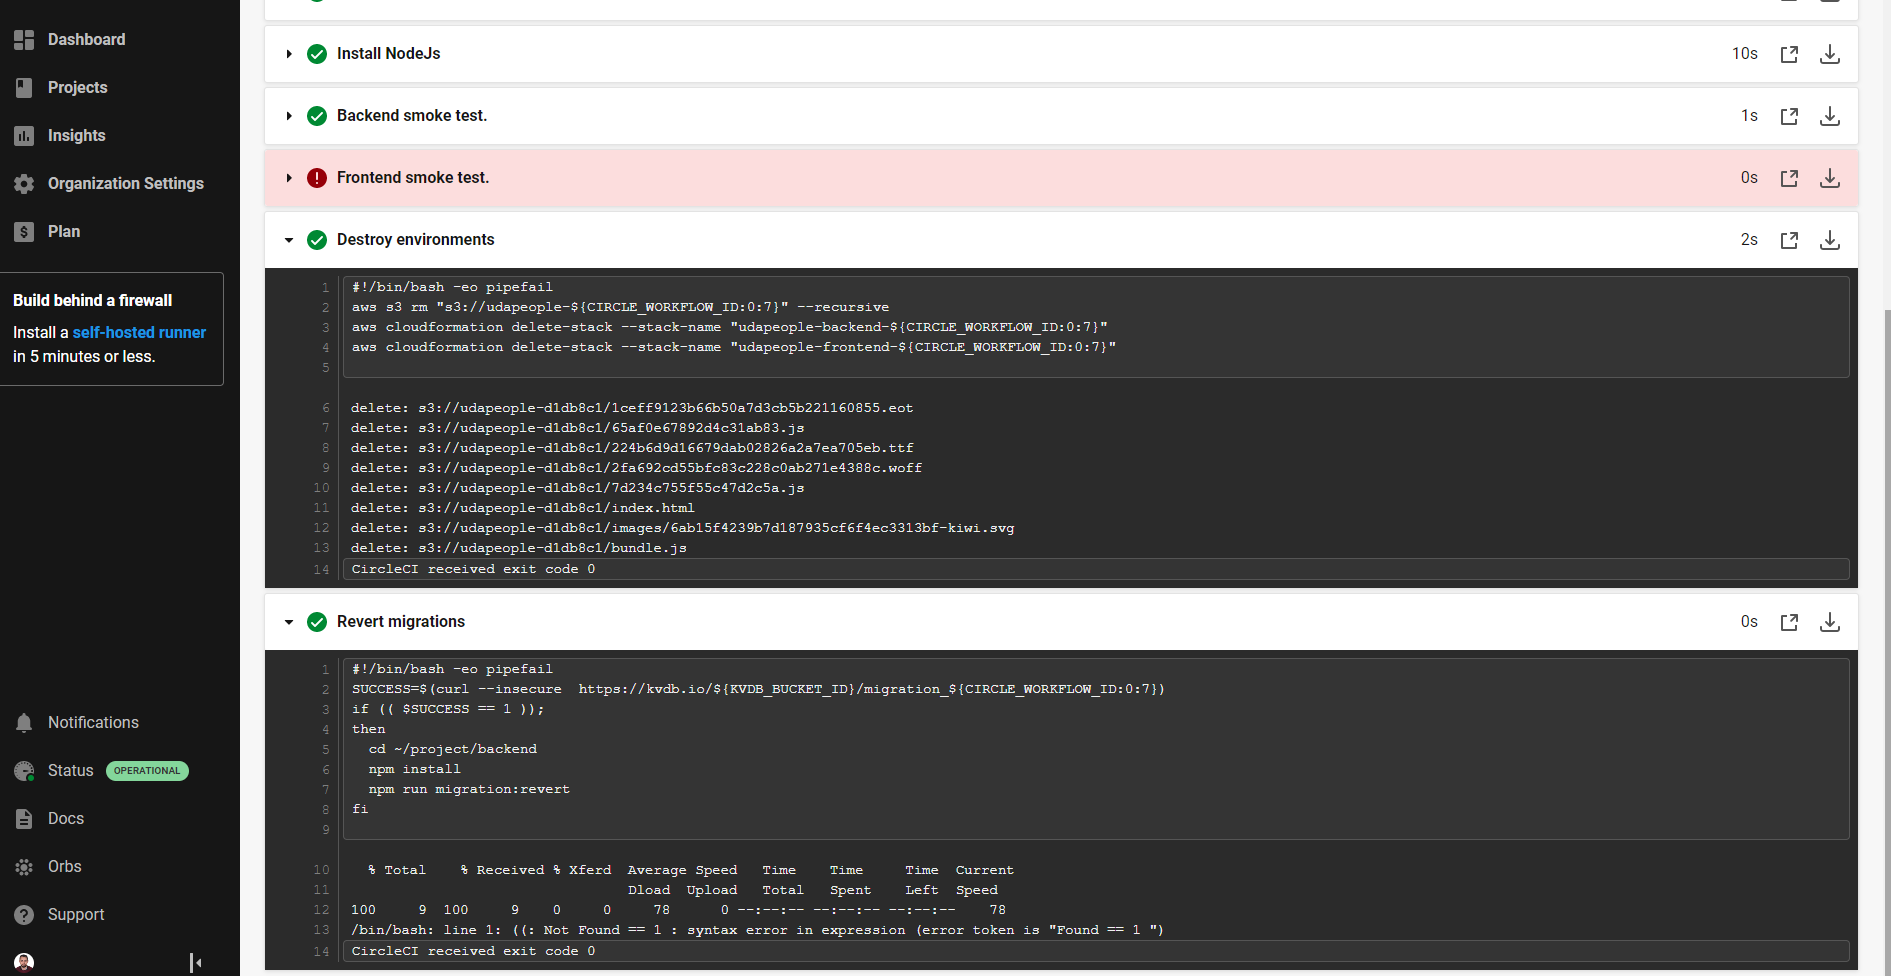 Dashboard
Projects
Insights
Organization Settings
Plan
Build behind a firewall
Install a self-hosted runner
in 5 minutes or less.
Notifications
Status OPERATIONAL
Docs
Orbs
Support
Install NodeJs 10s
Backend smoke test. 1s
Frontend smoke test. 0s
Destroy environments 2s
1 #!/bin/bash -eo pipefail
2 aws s3 rm "s3://udapeople-${CIRCLE_WORKFLOW_ID:0:7}" --recursive
3 aws cloudformation delete-stack --stack-name "udapeople-backend-${CIRCLE_WORKFLOW_ID:0:7}"
4 aws cloudformation delete-stack --stack-name "udapeople-frontend-${CIRCLE_WORKFLOW_ID:0:7}"
5
6 delete: s3://udapeople-d1db8c1/1ceff9123b66b50a7d3cb5b221160855.eot
7 delete: s3://udapeople-d1db8c1/65af0e67892d4c31ab83.js
8 delete: s3://udapeople-d1db8c1/224b6d9d16679dab02826a2a7ea705eb.ttf
9 delete: s3://udapeople-d1db8c1/2fa692cd55bfc83c228c0ab271e4388c.woff
10 delete: s3://udapeople-d1db8c1/7d234c755f55c47d2c5a.js
11 delete: s3://udapeople-d1db8c1/index.html
12 delete: s3://udapeople-d1db8c1/images/6ab15f4239b7d187935cf6f4ec3313bf-kiwi.svg
13 delete: s3://udapeople-d1db8c1/bundle.js
14 CircleCI received exit code 0
Revert migrations 0s
1 #!/bin/bash -eo pipefail
2 SUCCESS=$(curl --insecure  https://kvdb.io/${KVDB_BUCKET_ID}/migration_${CIRCLE_WORKFLOW_ID:0:7})
3 if (( $SUCCESS == 1 ));
4 then
5   cd ~/project/backend
6   npm install
7   npm run migration:revert
8 fi
9
10   % Total    % Received % Xferd  Average Speed   Time    Time     Time  Current
11                                  Dload  Upload   Total   Spent    Left  Speed
12 100     9  100     9    0     0     78      0 --:--:-- --:--:-- --:--:--    78
13 /bin/bash: line 1: ((: Not Found == 1 : syntax error in expression (error token is "Found == 1 ")
14 CircleCI received exit code 0